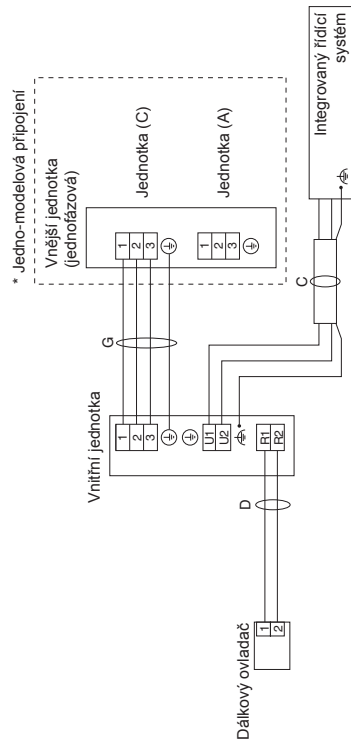 * Jedno-modelová připojení
Vnější jednotka
(jednofázová)
Jednotka (C)
1
2
3
Jednotka (A)
1
2
3
G
Vnitřní jednotka
1
2
3
U1
U2
R1
R2
C
Integrovaný řídící
systém
D
Dálkový ovladač
1
2